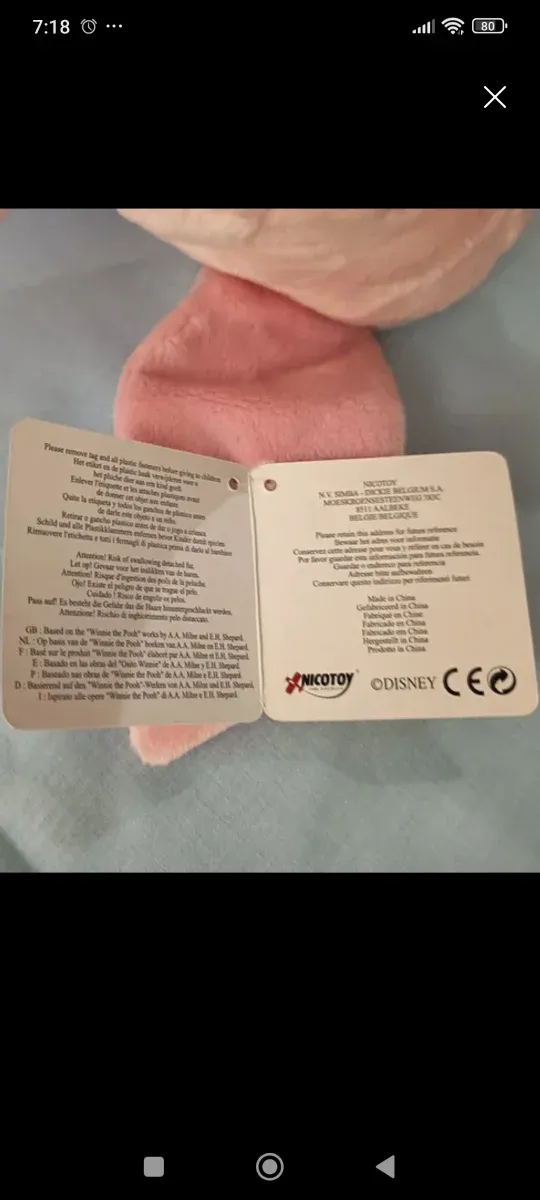 7:18
80
Please remove tag and all plastic fasteners before giving to children
Het etiket en de plastic haak verwijderen voor u
het pluche dier aan een kind geeft.
Enlever l'étiquette et les attaches plastiques avant
de donner cet objet aux enfants
Quite la etiqueta y todos los ganchos de plastico antes
de darle este objeto a un niño.
Retirar o gancho plastico antes de dar o jogo a crianca
Schild und alle Plastikklammern entfernen bevor Kinder damit spielen
Rimuovere l'etichetta e tutti i fermagli di plastica prima di darlo al bambino
Attention! Risk of swallowing detached fur.
Let op! Gevaar voor het inslikken van de haren.
Attention! Risque d'ingestion des poils de la peluche.
Ojo! Existe el peligro de que se trague el pelo.
Cuidado ! Risco de engolir os pelos.
Pass auf! Es besteht die Gefahr das die Haare hinuntergeschluckt werden.
Attenzione! Rischio di inghiottimento pelo distaccato.
GB : Based on the "Winnie the Pooh" works by A.A. Milne and E.H. Shepard.
NL : Op basis van de "Winnie the Pooh" boeken van A.A. Milne en E.H. Shepard.
F : Basé sur le produit "Winnie the Pooh" élaboré par A.A. Milne et E.H. Shepard.
E : Basado en las obras del "Osito Winnie" de A.A. Milne y E.H. Shepard.
P : Baseado nas obras de "Winnie the Pooh" de A.A. Milne e E.H. Shepard.
D : Basierend auf den "Winnie the Pooh"-Werken von A.A. Milne und E.H. Shepard.
I : Ispirato alle opere "Winnie the Pooh" di A.A. Milne e E.H. Shepard.
NICOTOY
N.V. SIMBA - DICKIE BELGIUM S.A.
MOESKROENSESTEENWEG 383C
8511 AALBEKE
BELGIE/BELGIQUE
Please retain this address for future reference
Bewaar het adres voor informatie
Conservez cette adresse pour vous y référer en cas de besoin
Por favor guardar esta información para futura referencia.
Guardar o endereco para referencia
Adresse bitte aufbewahren
Conservare questo indirizzo per riferimenti futuri
Made in China
Gefabriceerd in China
Fabriqué en Chine
Fabricado en China
Fabricado em China
Hergestellt in China
Prodotto in China
NICOTOY
©DISNEY CE